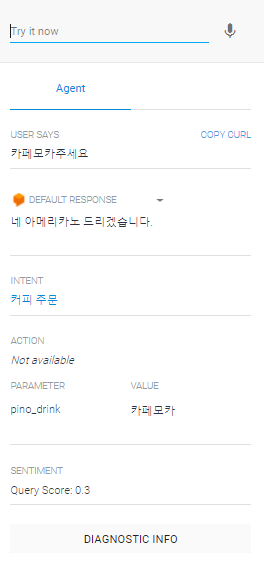 Try it now
Agent
USER SAYS COPY CURL
카페모카주세요
DEFAULT RESPONSE
네 아메리카노 드리겠습니다.
INTENT
커피 주문
ACTION
Not available
PARAMETER VALUE
pino_drink 카페모카
SENTIMENT
Query Score: 0.3
DIAGNOSTIC INFO